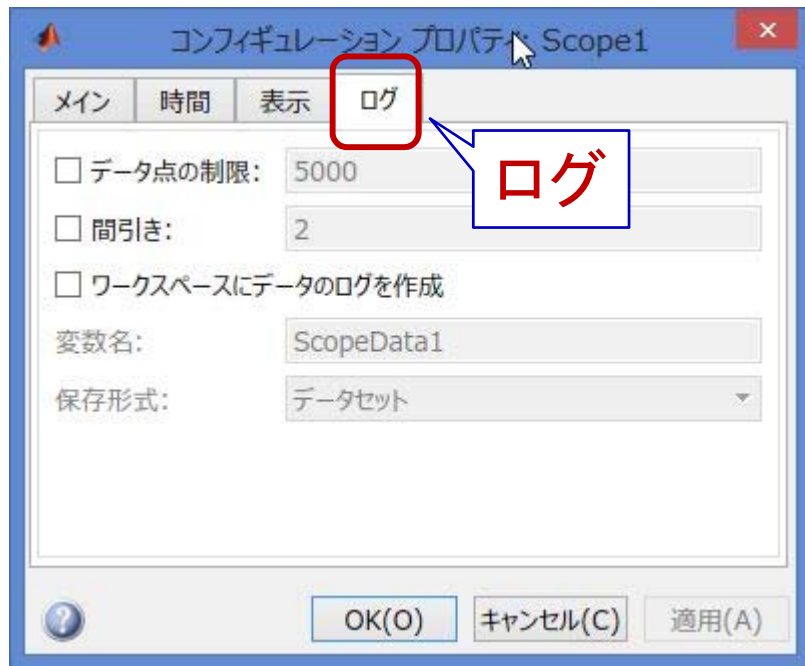 コンフィギュレーション プロパティ: Scope1
メイン 時間 表示 ログ
ログ
データ点の制限: 5000
間引き: 2
ワークスペースにデータのログを作成
変数名: ScopeData1
保存形式: データセット
OK(O) キャンセル(C) 適用(A)